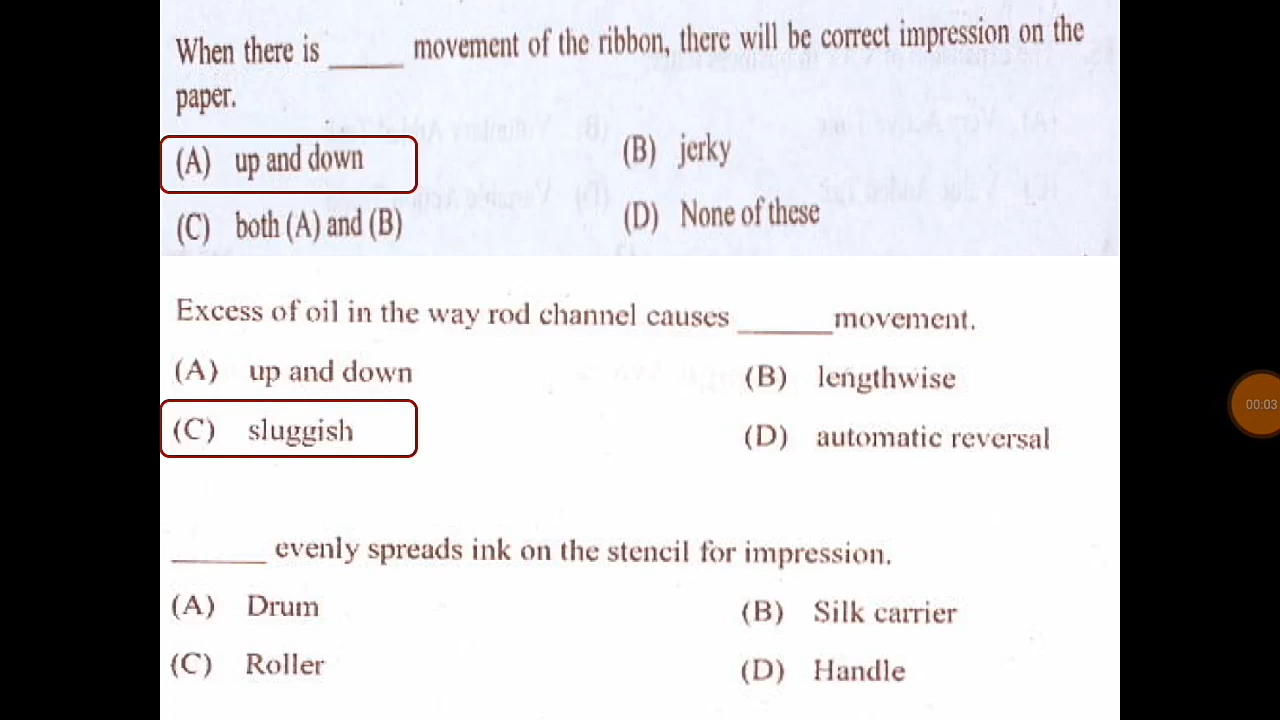 When there is ______ movement of the ribbon, there will be correct impression on the
paper.
(A) up and down (B) jerky
(C) both (A) and (B) (D) None of these
Excess of oil in the way rod channel causes ______ movement.
(A) up and down (B) lengthwise
(C) sluggish (D) automatic reversal
00:03
______ evenly spreads ink on the stencil for impression.
(A) Drum (B) Silk carrier
(C) Roller (D) Handle